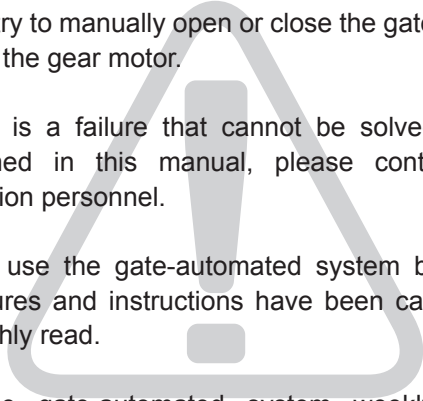 try to manually open or close the gate
the gear motor.
is a failure that cannot be solve
ned in this manual, please cont
ion personnel.
use the gate-automated system b
ures and instructions have been ca
hly read.
gate-automated system weekly